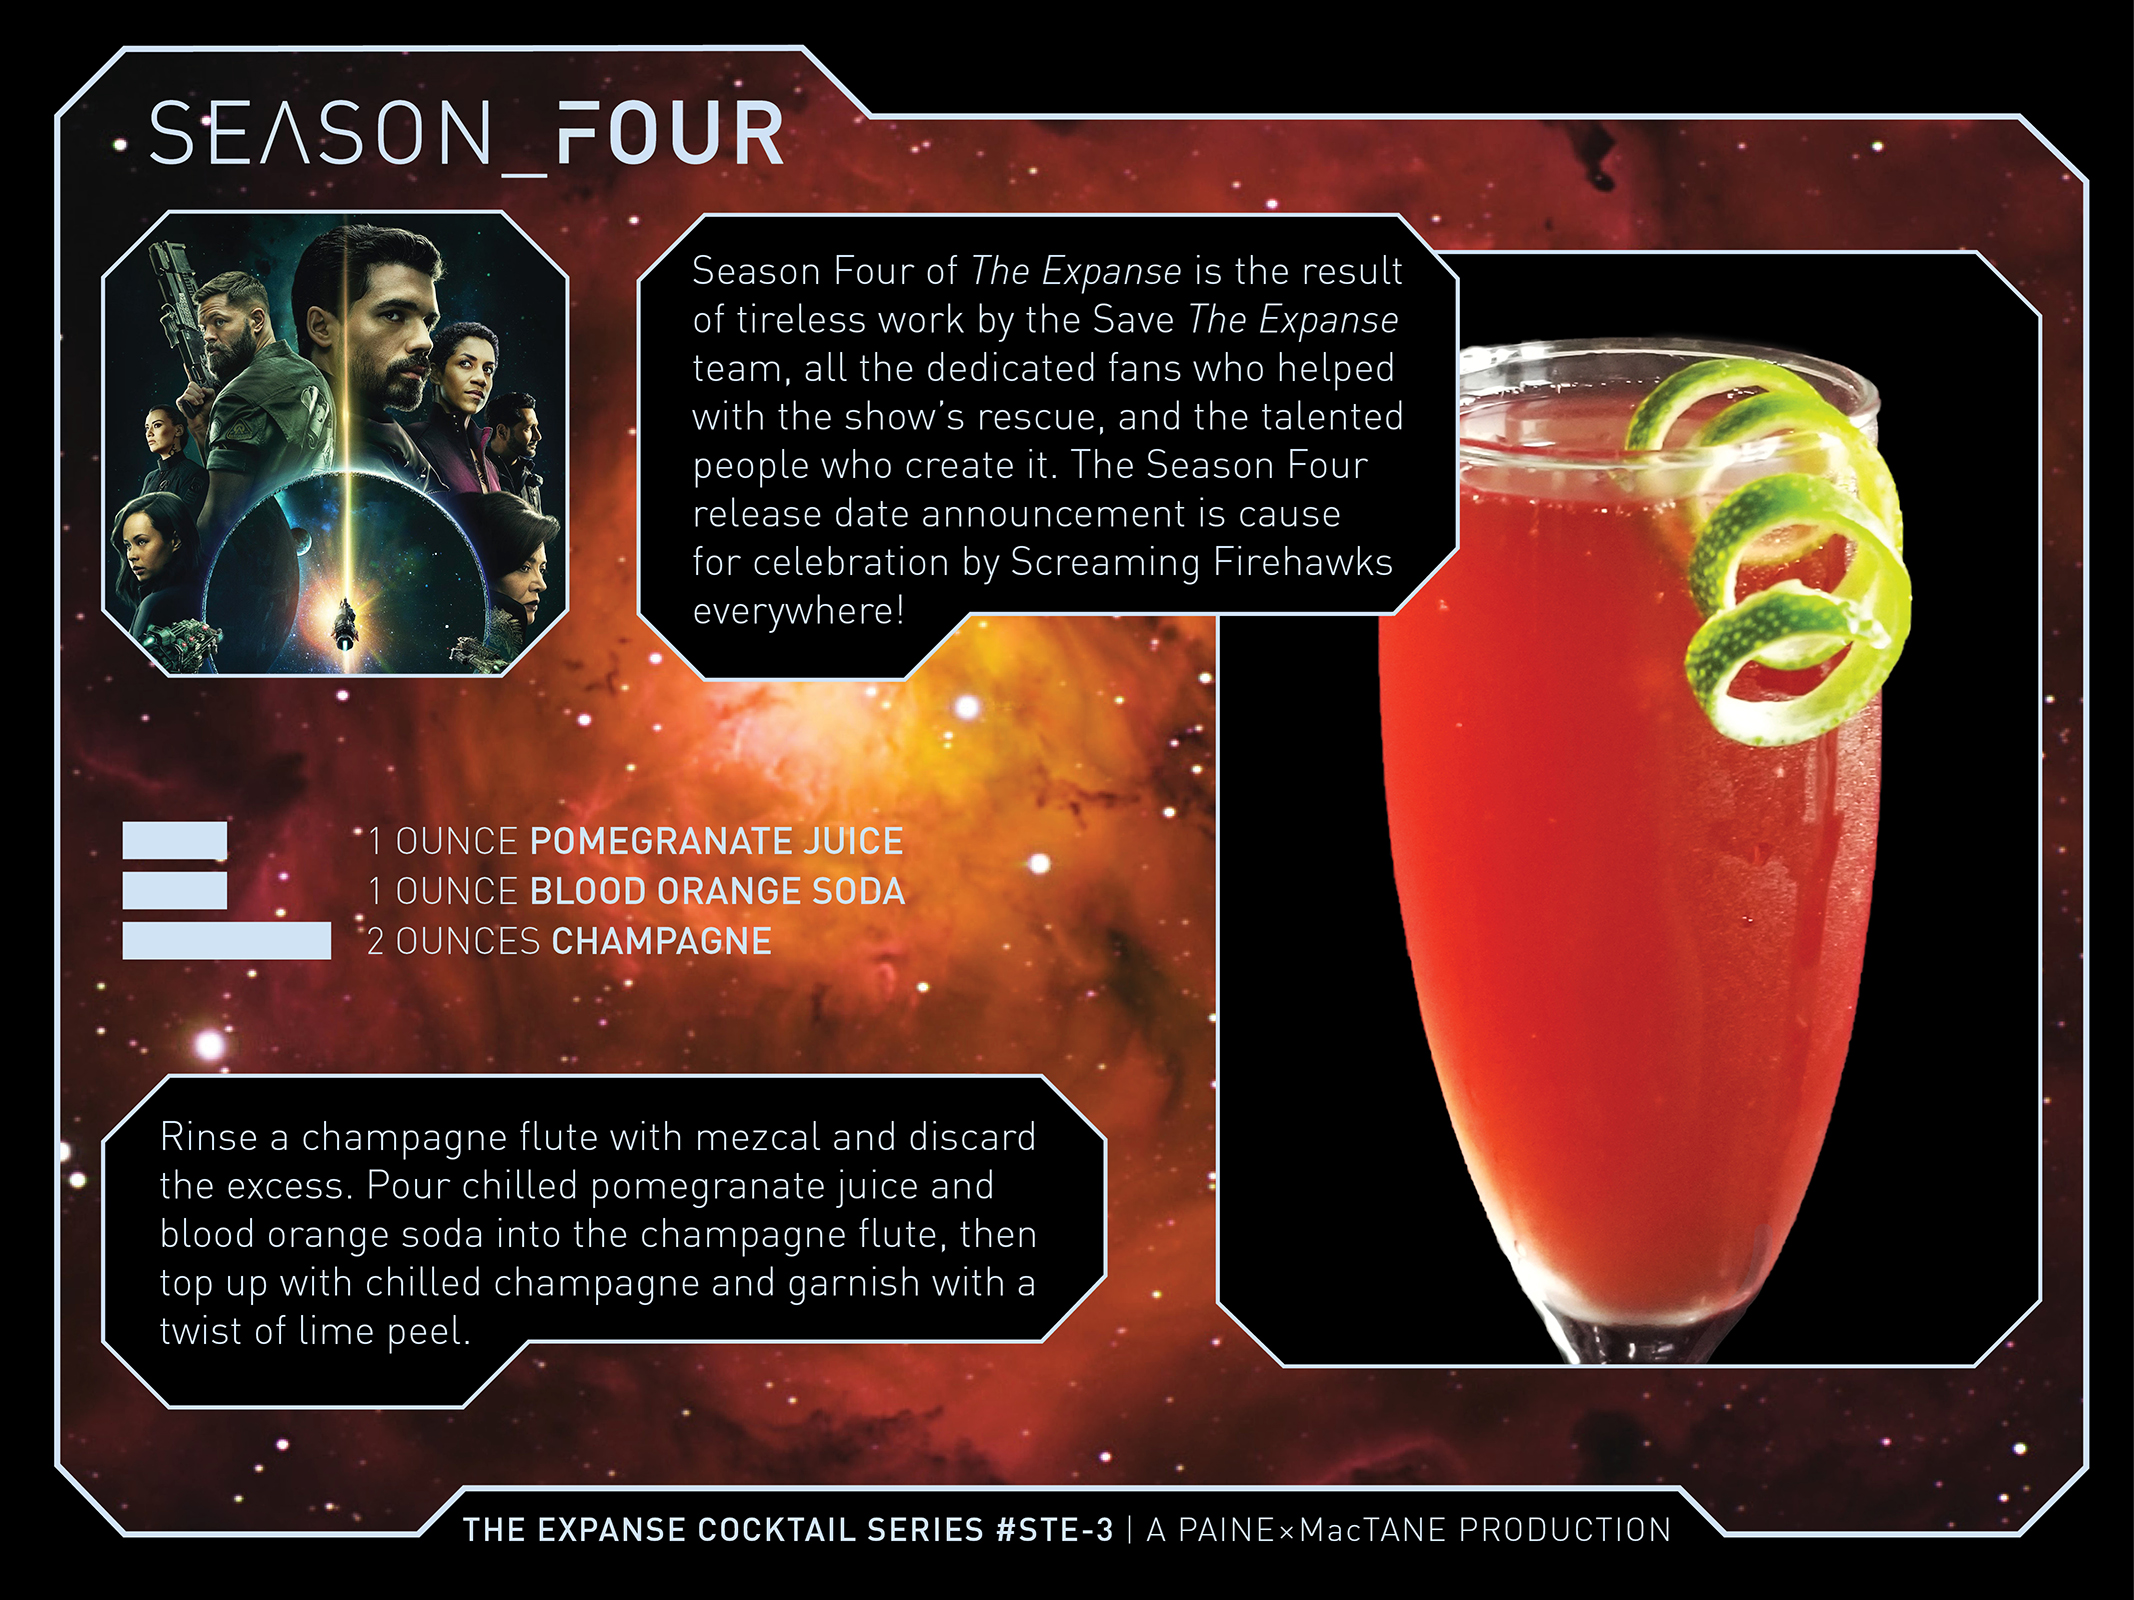 SEASON_FOUR
Season Four of The Expanse is the result
of tireless work by the Save The Expanse
team, all the dedicated fans who helped
with the show’s rescue, and the talented
people who create it. The Season Four
release date announcement is cause
for celebration by Screaming Firehawks
everywhere!
1 OUNCE POMEGRANATE JUICE
1 OUNCE BLOOD ORANGE SODA
2 OUNCES CHAMPAGNE
Rinse a champagne flute with mezcal and discard
the excess. Pour chilled pomegranate juice and
blood orange soda into the champagne flute, then
top up with chilled champagne and garnish with a
twist of lime peel.
THE EXPANSE COCKTAIL SERIES #STE-3 | A PAINE×MacTANE PRODUCTION